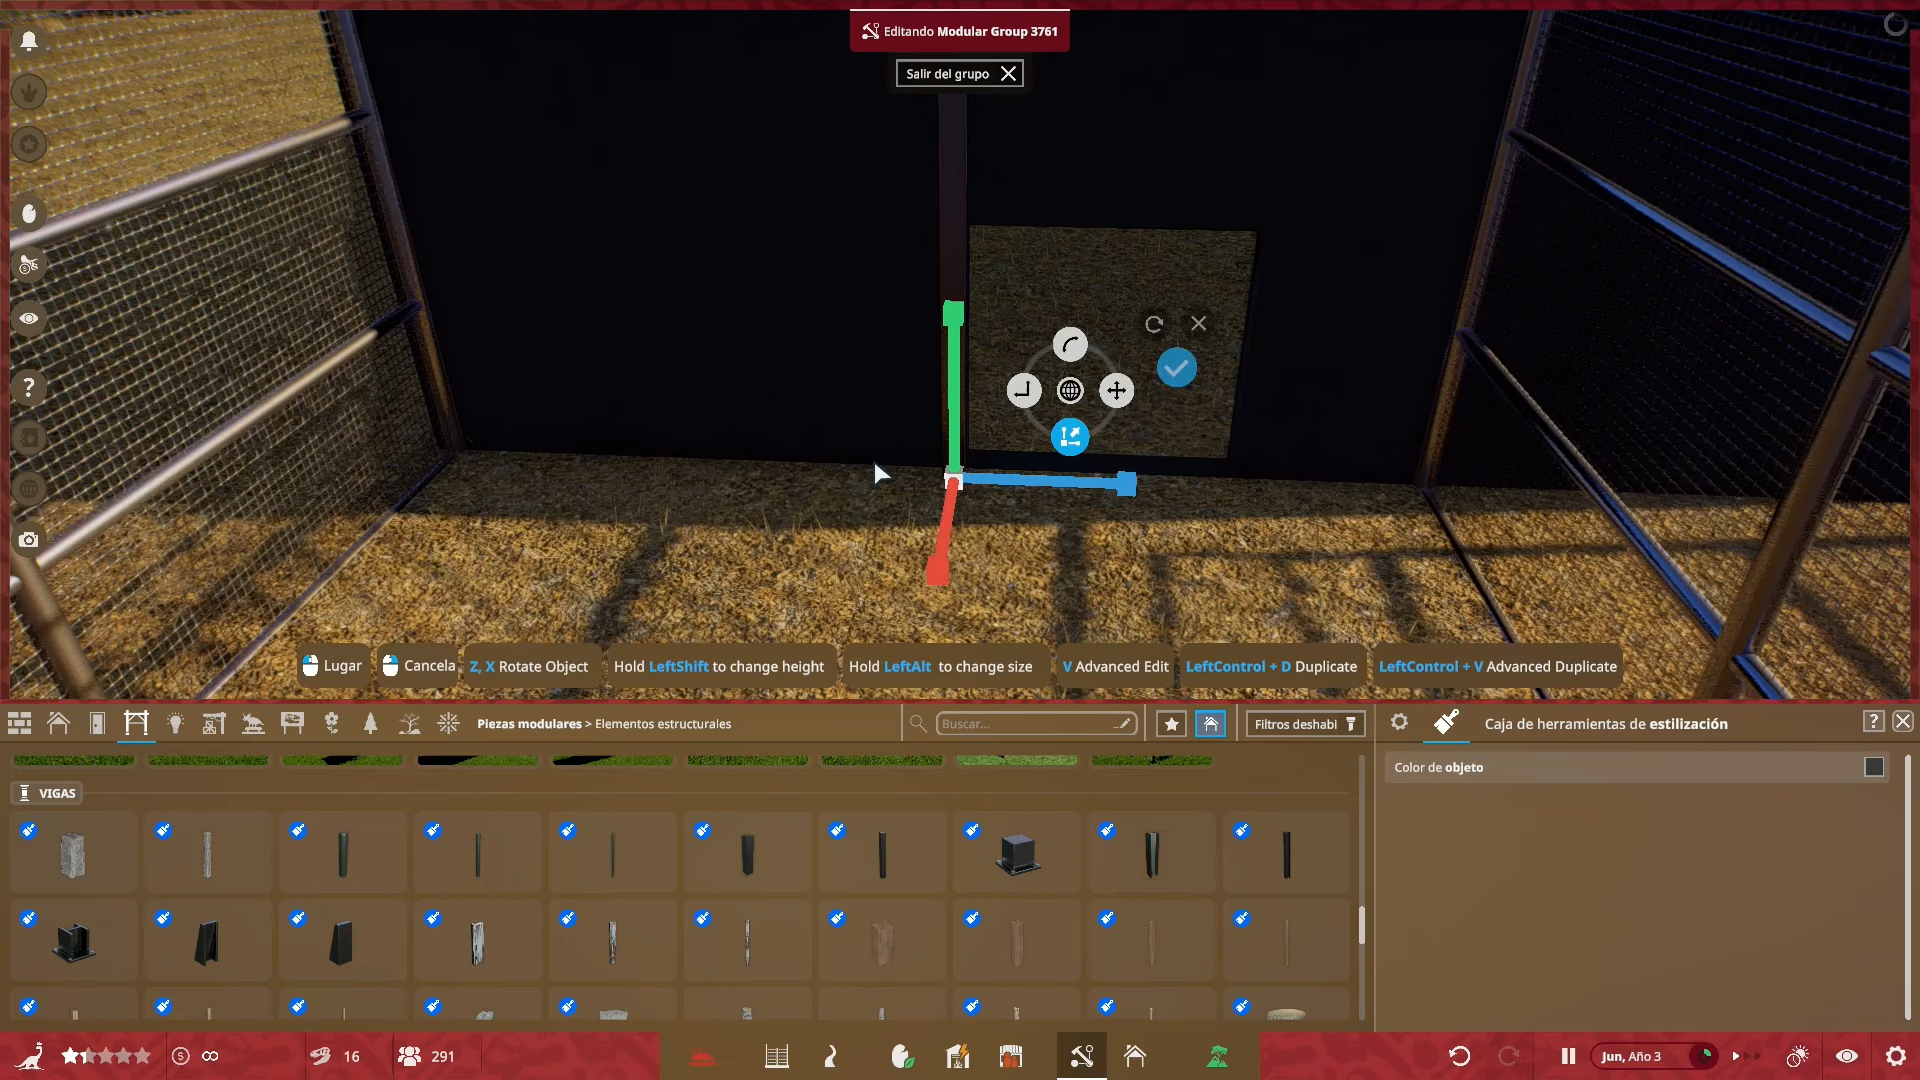 Editando Modular Group 3761
Salir del grupo
Lugar
Cancela
Z, X Rotate Object
Hold LeftShift to change height
Hold LeftAlt to change size
V Advanced Edit
LeftControl + D Duplicate
LeftControl + V Advanced Duplicate
Piezas modulares > Elementos estructurales
Buscar...
Filtros deshabi
Caja de herramientas de estilización
?
Color de objeto
VIGAS
16
291
Jun, Año 3